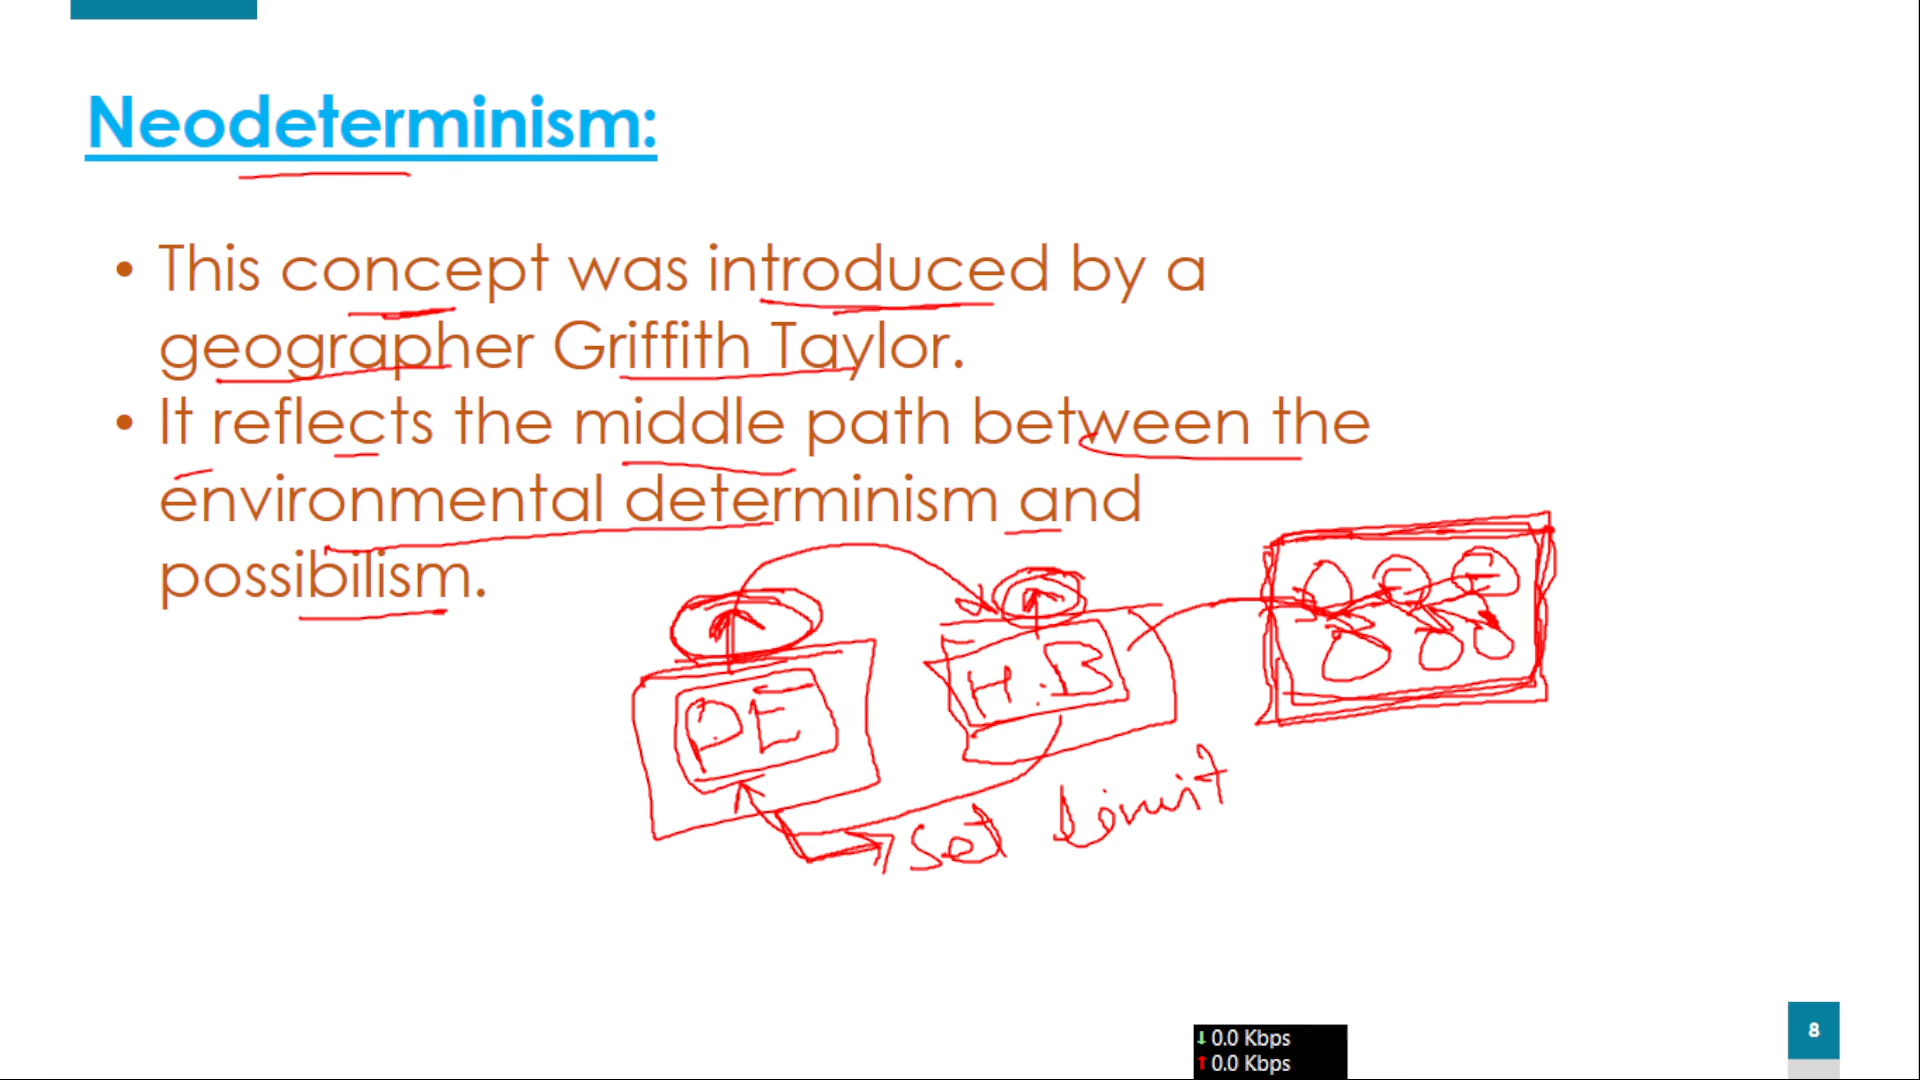 Neodeterminism:
• This concept was introduced by a
geographer Griffith Taylor.
• It reflects the middle path between the
environmental determinism and
possibilism.
PE
H.B
Set Limit
8
↓ 0.0 Kbps
↑ 0.0 Kbps